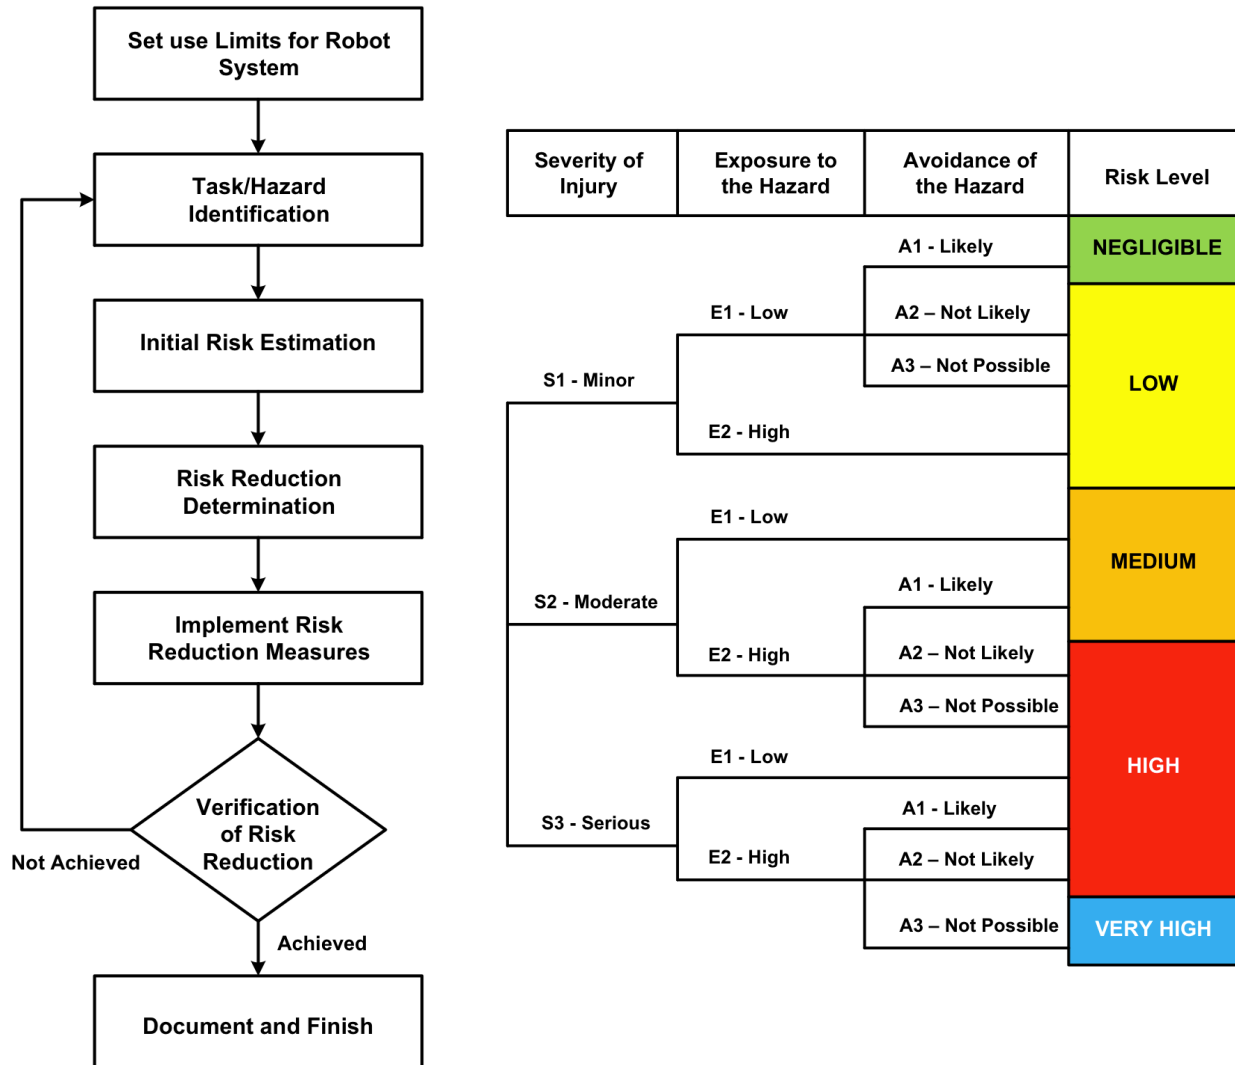 Set use Limits for Robot
System
Task/Hazard
Identification
Initial Risk Estimation
Risk Reduction
Determination
Implement Risk
Reduction Measures
Verification
of Risk
Reduction
Not Achieved
Achieved
Document and Finish
Severity of
Injury
Exposure to
the Hazard
Avoidance of
the Hazard
Risk Level
S1 - Minor
E1 - Low
A1 - Likely
NEGLIGIBLE
A2 – Not Likely
A3 – Not Possible
LOW
E2 - High
S2 - Moderate
E1 - Low
MEDIUM
E2 - High
A1 - Likely
A2 – Not Likely
A3 – Not Possible
S3 - Serious
E1 - Low
HIGH
E2 - High
A1 - Likely
A2 – Not Likely
A3 – Not Possible
VERY HIGH